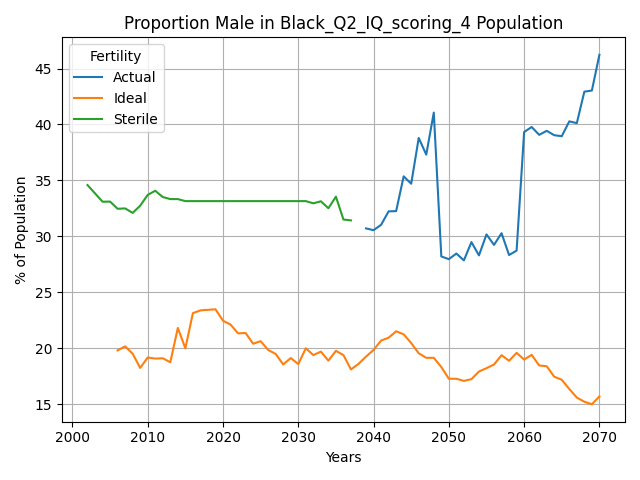 Proportion Male in Black_Q2_IQ_scoring_4 Population
Fertility
Actual
Ideal
Sterile
% of Population
45
40
35
30
25
20
15
2000 2010 2020 2030 2040 2050 2060 2070
Years